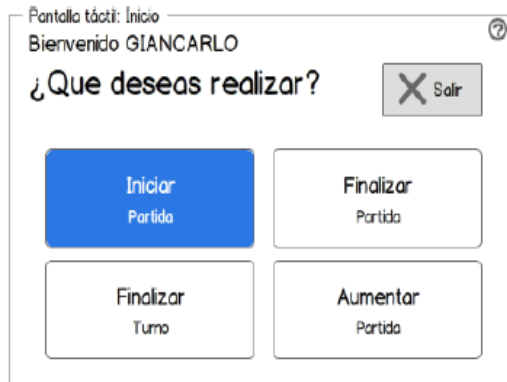 Pantalla táctil: Inicio
Bienvenido GIANCARLO
¿Que deseas realizar?
Salir
Iniciar
Partida
Finalizar
Partida
Finalizar
Turno
Aumentar
Partida